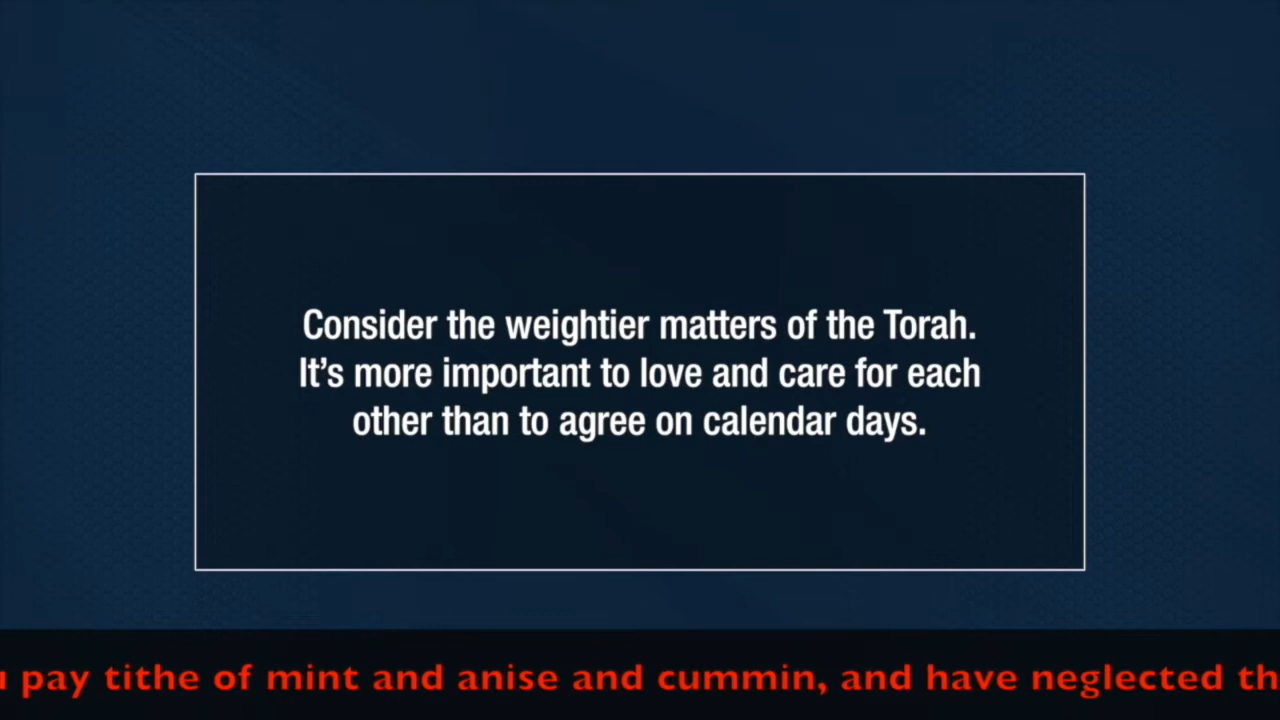 Consider the weightier matters of the Torah.
It’s more important to love and care for each
other than to agree on calendar days.
pay tithe of mint and anise and cummin, and have neglected